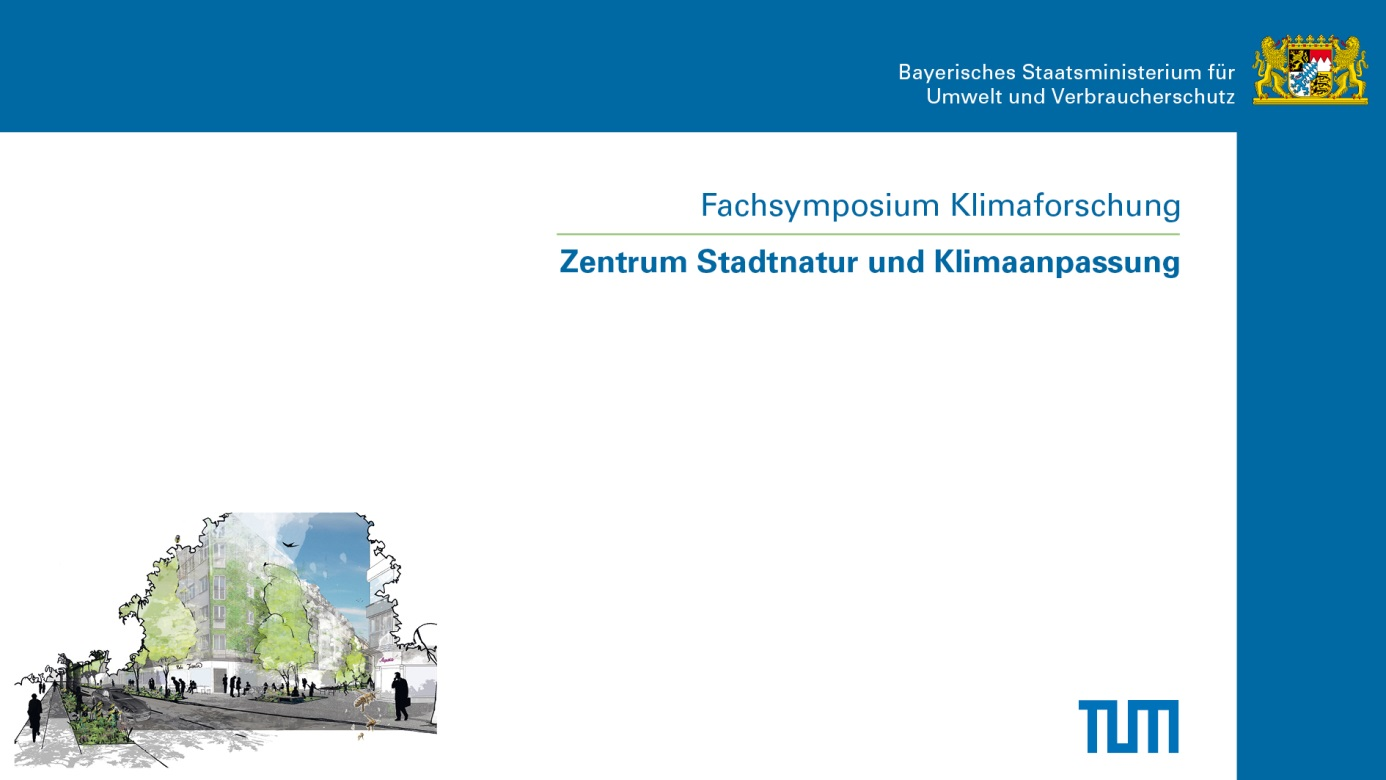 Bayerisches Staatsministerium für
Umwelt und Verbraucherschutz
Fachsymposium Klimaforschung
Zentrum Stadtnatur und Klimaanpassung
TUM